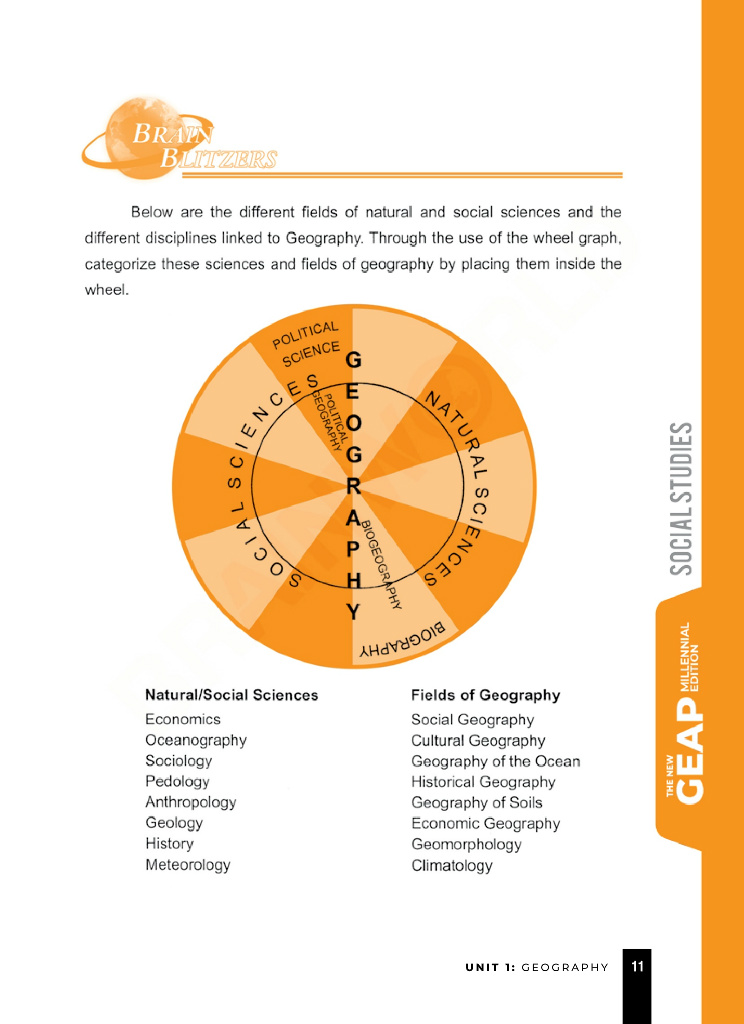 BRAIN
BLITZERS
Below are the different fields of natural and social sciences and the
different disciplines linked to Geography. Through the use of the wheel graph,
categorize these sciences and fields of geography by placing them inside the
wheel.
POLITICAL
SCIENCE
POLITICAL
GEOGRAPHY
GEOGRAPHY
SOCIAL SCIENCES
NATURAL SCIENCES
BIOGEOGRAPHY
BIOGRAPHY
Natural/Social Sciences
Economics
Oceanography
Sociology
Pedology
Anthropology
Geology
History
Meteorology
Fields of Geography
Social Geography
Cultural Geography
Geography of the Ocean
Historical Geography
Geography of Soils
Economic Geography
Geomorphology
Climatology
SOCIAL STUDIES
THE NEW
GEAP
MILLENNIAL
EDITION
UNIT 1: GEOGRAPHY
11